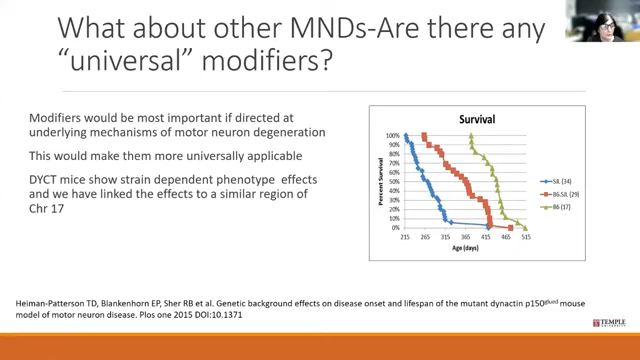 What about other MNDs-Are there any
"universal" modifiers?
Modifiers would be most important if directed at
underlying mechanisms of motor neuron degeneration
This would make them more universally applicable
DYCT mice show strain dependent phenotype effects
and we have linked the effects to a similar region of
Chr 17
Survival
Percent Survival
100%
90%
80%
70%
60%
50%
40%
30%
20%
10%
0%
215 265 315 365 415 465 515
Age (days)
SJL (34)
B6.SJL (29)
B6 (17)
Heiman-Patterson TD, Blankenhorn EP, Sher RB et al. Genetic background effects on disease onset and lifespan of the mutant dynactin p150glued mouse
model of motor neuron disease. Plos one 2015 DOI:10.1371
TEMPLE
UNIVERSITY